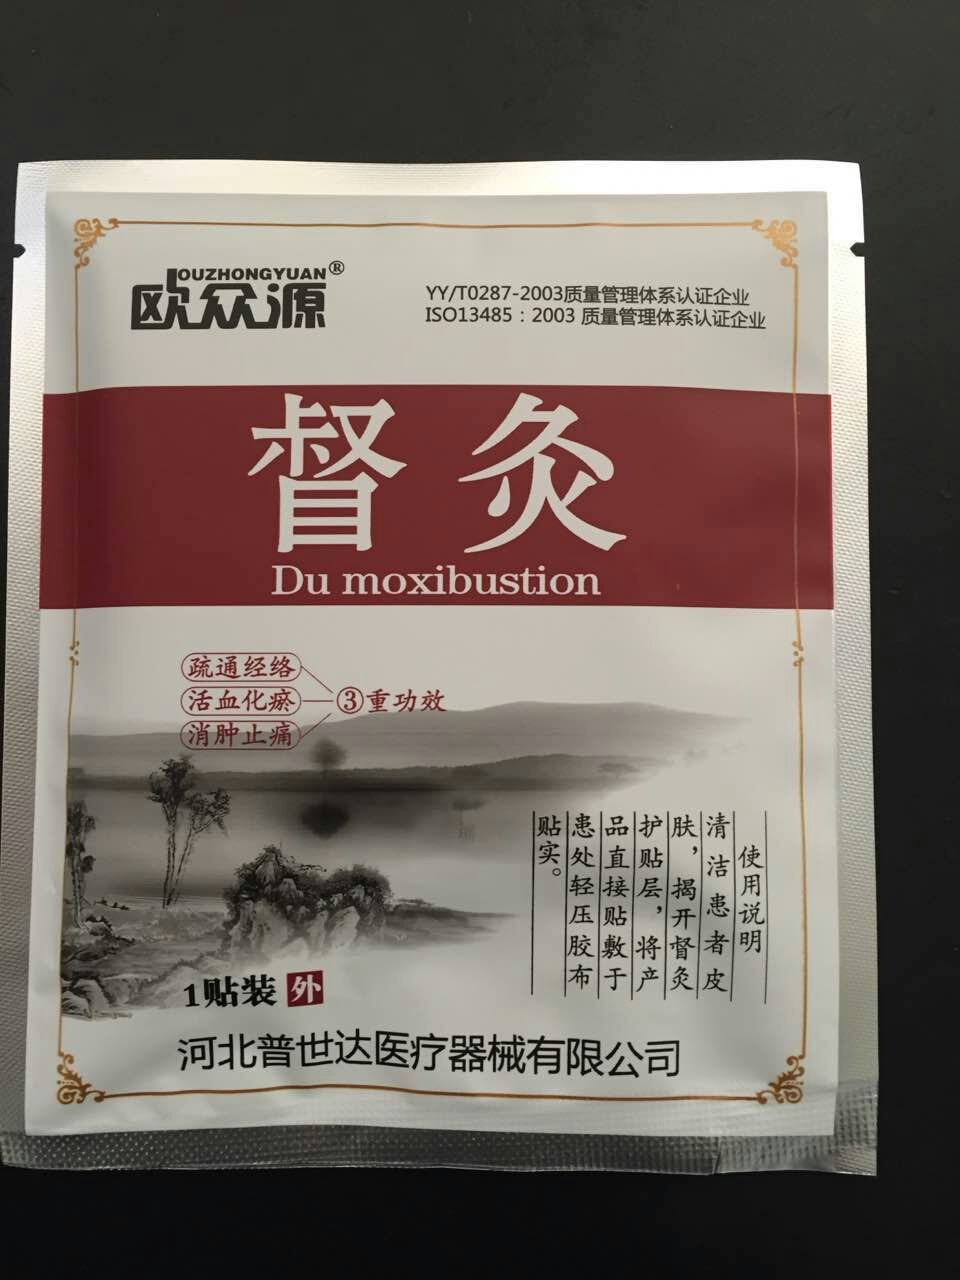 OUZHONGYUAN®
欧众源
YY/T0287-2003质量管理体系认证企业
ISO13485：2003 质量管理体系认证企业
督灸
Du moxibustion
疏通经络
活血化瘀
消肿止痛
③重功效
使用说明
清洁患者皮
肤，揭开督灸
护贴层，将产
品直接贴敷于
患处轻压胶布
贴实。
1贴装 外
河北普世达医疗器械有限公司